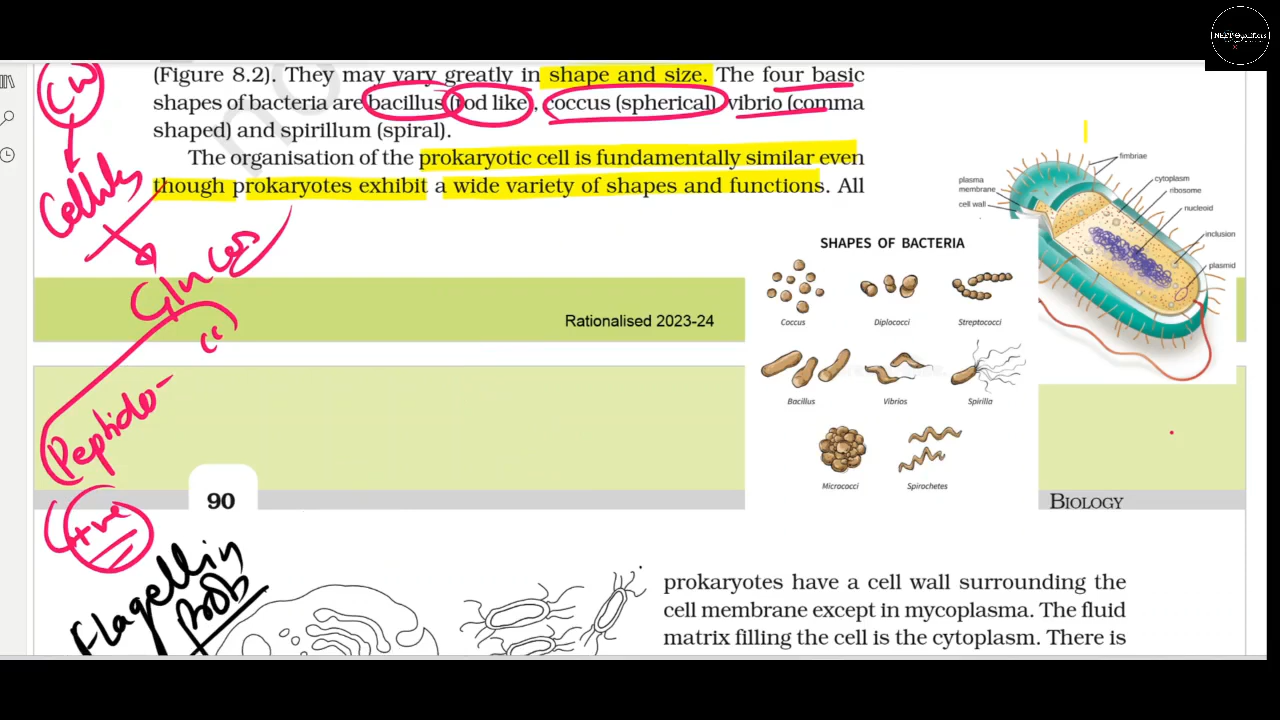 (Figure 8.2). They may vary greatly in shape and size. The four basic
shapes of bacteria are bacillus (rod like), coccus (spherical), vibrio (comma
shaped) and spirillum (spiral).
The organisation of the prokaryotic cell is fundamentally similar even
though prokaryotes exhibit a wide variety of shapes and functions. All
CW
Peptido-
+ve
Flagellin
fimbriae
plasma
membrane
cytoplasm
ribosome
cell wall
nucleoid
inclusion
plasmid
SHAPES OF BACTERIA
Coccus
Diplococci
Streptococci
Bacillus
Vibrios
Spirilla
Micrococci
Spirochetes
Rationalised 2023-24
90
BIOLOGY
prokaryotes have a cell wall surrounding the
cell membrane except in mycoplasma. The fluid
matrix filling the cell is the cytoplasm. There is